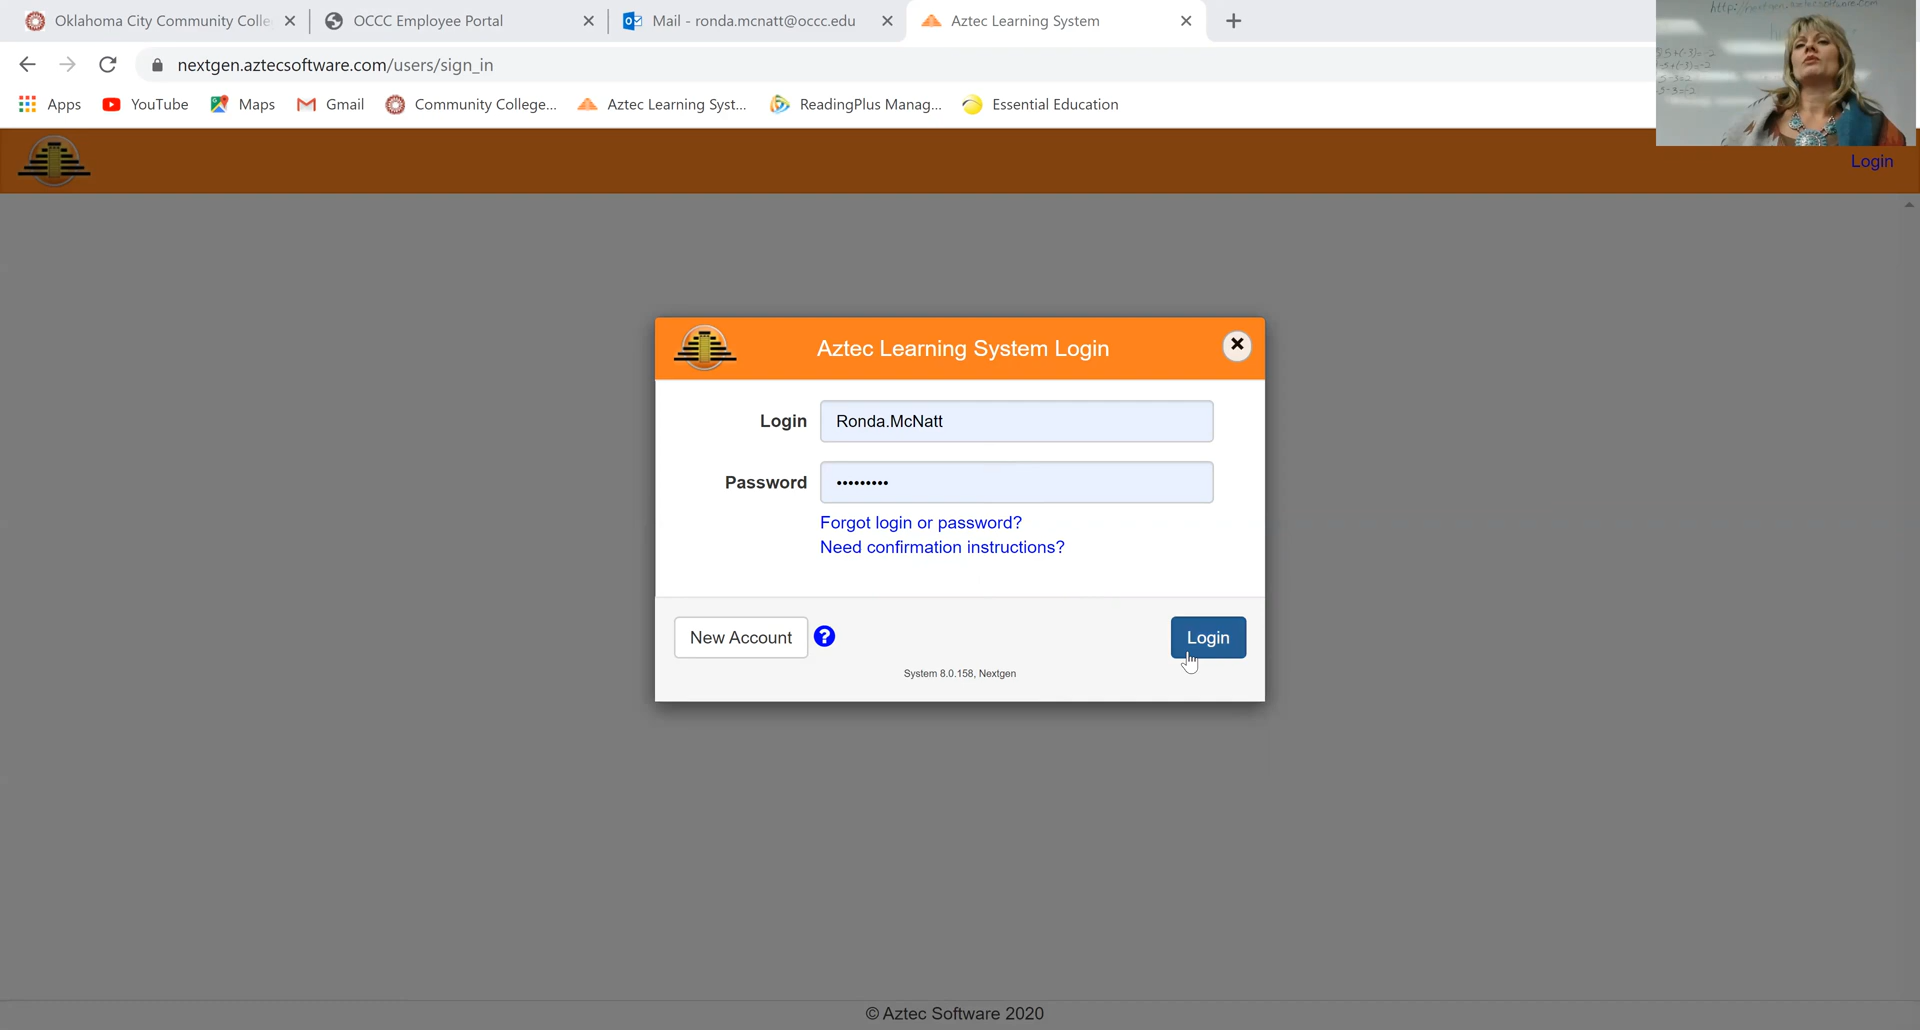 Oklahoma City Community Colle
OCCC Employee Portal
Mail - ronda.mcnatt@occc.edu
Aztec Learning System
nextgen.aztecsoftware.com/users/sign_in
Apps
YouTube
Maps
Gmail
Community College...
Aztec Learning Syst...
ReadingPlus Manag...
Essential Education
Login
Aztec Learning System Login
Login
Ronda.McNatt
Password
•••••••••
Forgot login or password?
Need confirmation instructions?
New Account
?
Login
System 8.0.158, Nextgen
© Aztec Software 2020